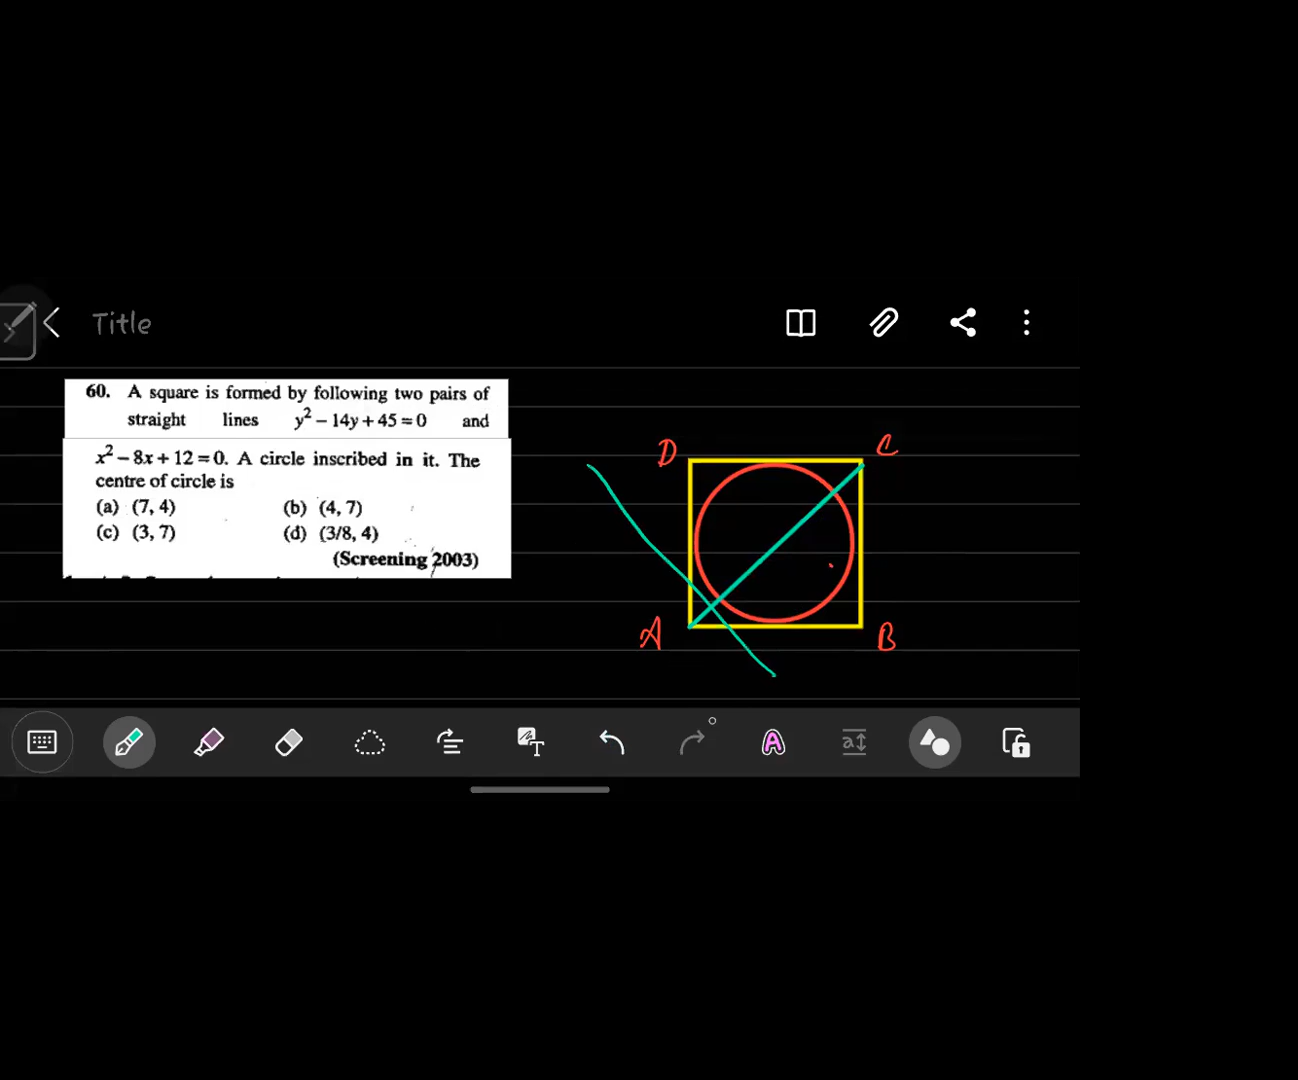 Title
60. A square is formed by following two pairs of
straight lines y² – 14y + 45 = 0 and
x² – 8x + 12 = 0. A circle inscribed in it. The
centre of circle is
(a) (7, 4) (b) (4, 7)
(c) (3, 7) (d) (3/8, 4)
(Screening 2003)
D C
A B